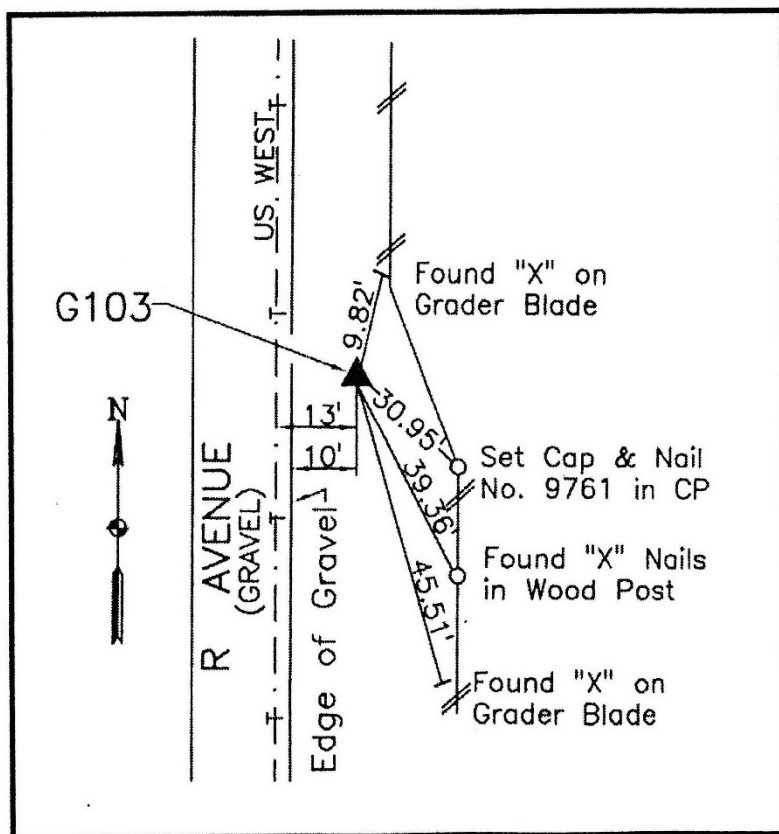 US. WEST
Found "X" on
Grader Blade
9.82'
G103
30.95'
13'
10'
N
Set Cap & Nail
No. 9761 in CP
39.36'
R AVENUE
(GRAVEL)
Edge of Gravel
Found "X" Nails
in Wood Post
45.51'
Found "X" on
Grader Blade
T
T
T
T